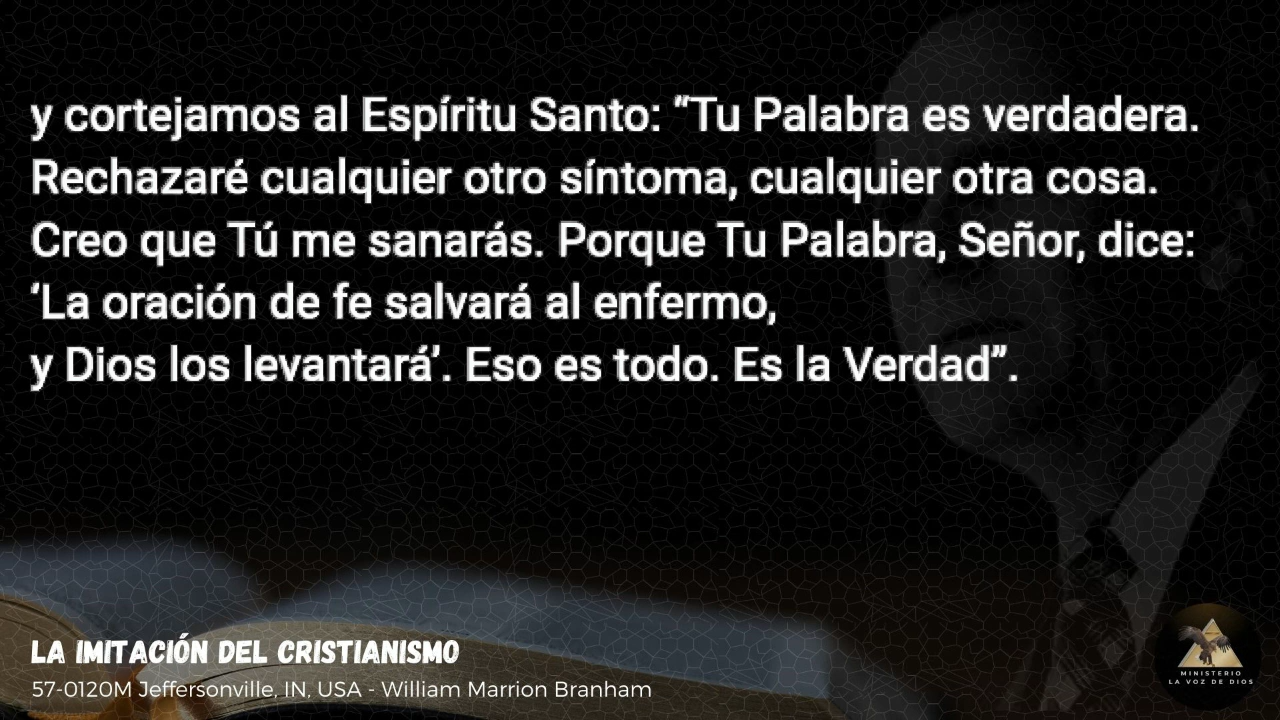 y cortejamos al Espíritu Santo: “Tu Palabra es verdadera.
Rechazaré cualquier otro síntoma, cualquier otra cosa.
Creo que Tú me sanarás. Porque Tu Palabra, Señor, dice:
‘La oración de fe salvará al enfermo,
y Dios los levantará’. Eso es todo. Es la Verdad”.
LA IMITACIÓN DEL CRISTIANISMO
57-0120M Jeffersonville, IN, USA - William Marrion Branham
MINISTERIO
LA VOZ DE DIOS